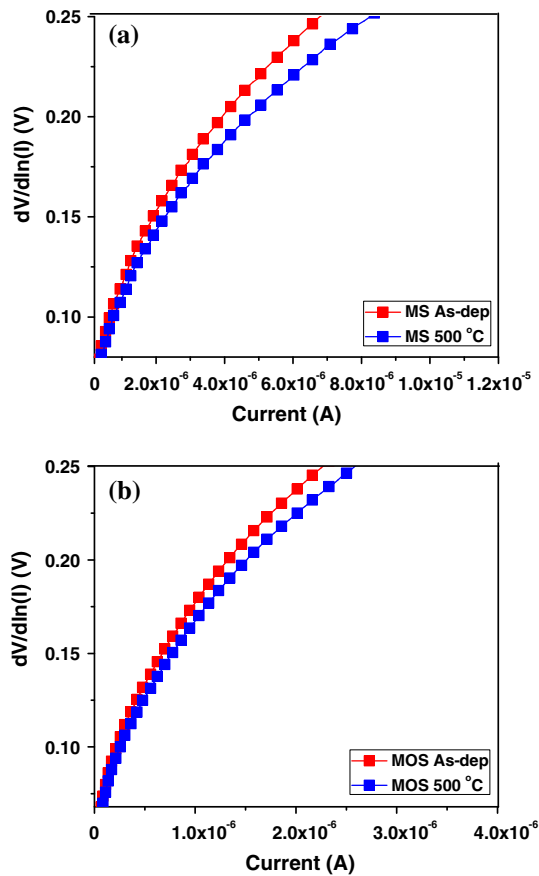 (a)
dV/dln(I) (V)
0.25
0.20
0.15
0.10
MS As-dep
MS 500 °C
0 2.0x10⁻⁶ 4.0x10⁻⁶ 6.0x10⁻⁶ 8.0x10⁻⁶ 1.0x10⁻⁵ 1.2x10⁻⁵
Current (A)
(b)
dV/dln(I) (V)
0.25
0.20
0.15
0.10
MOS As-dep
MOS 500 °C
0 1.0x10⁻⁶ 2.0x10⁻⁶ 3.0x10⁻⁶ 4.0x10⁻⁶
Current (A)